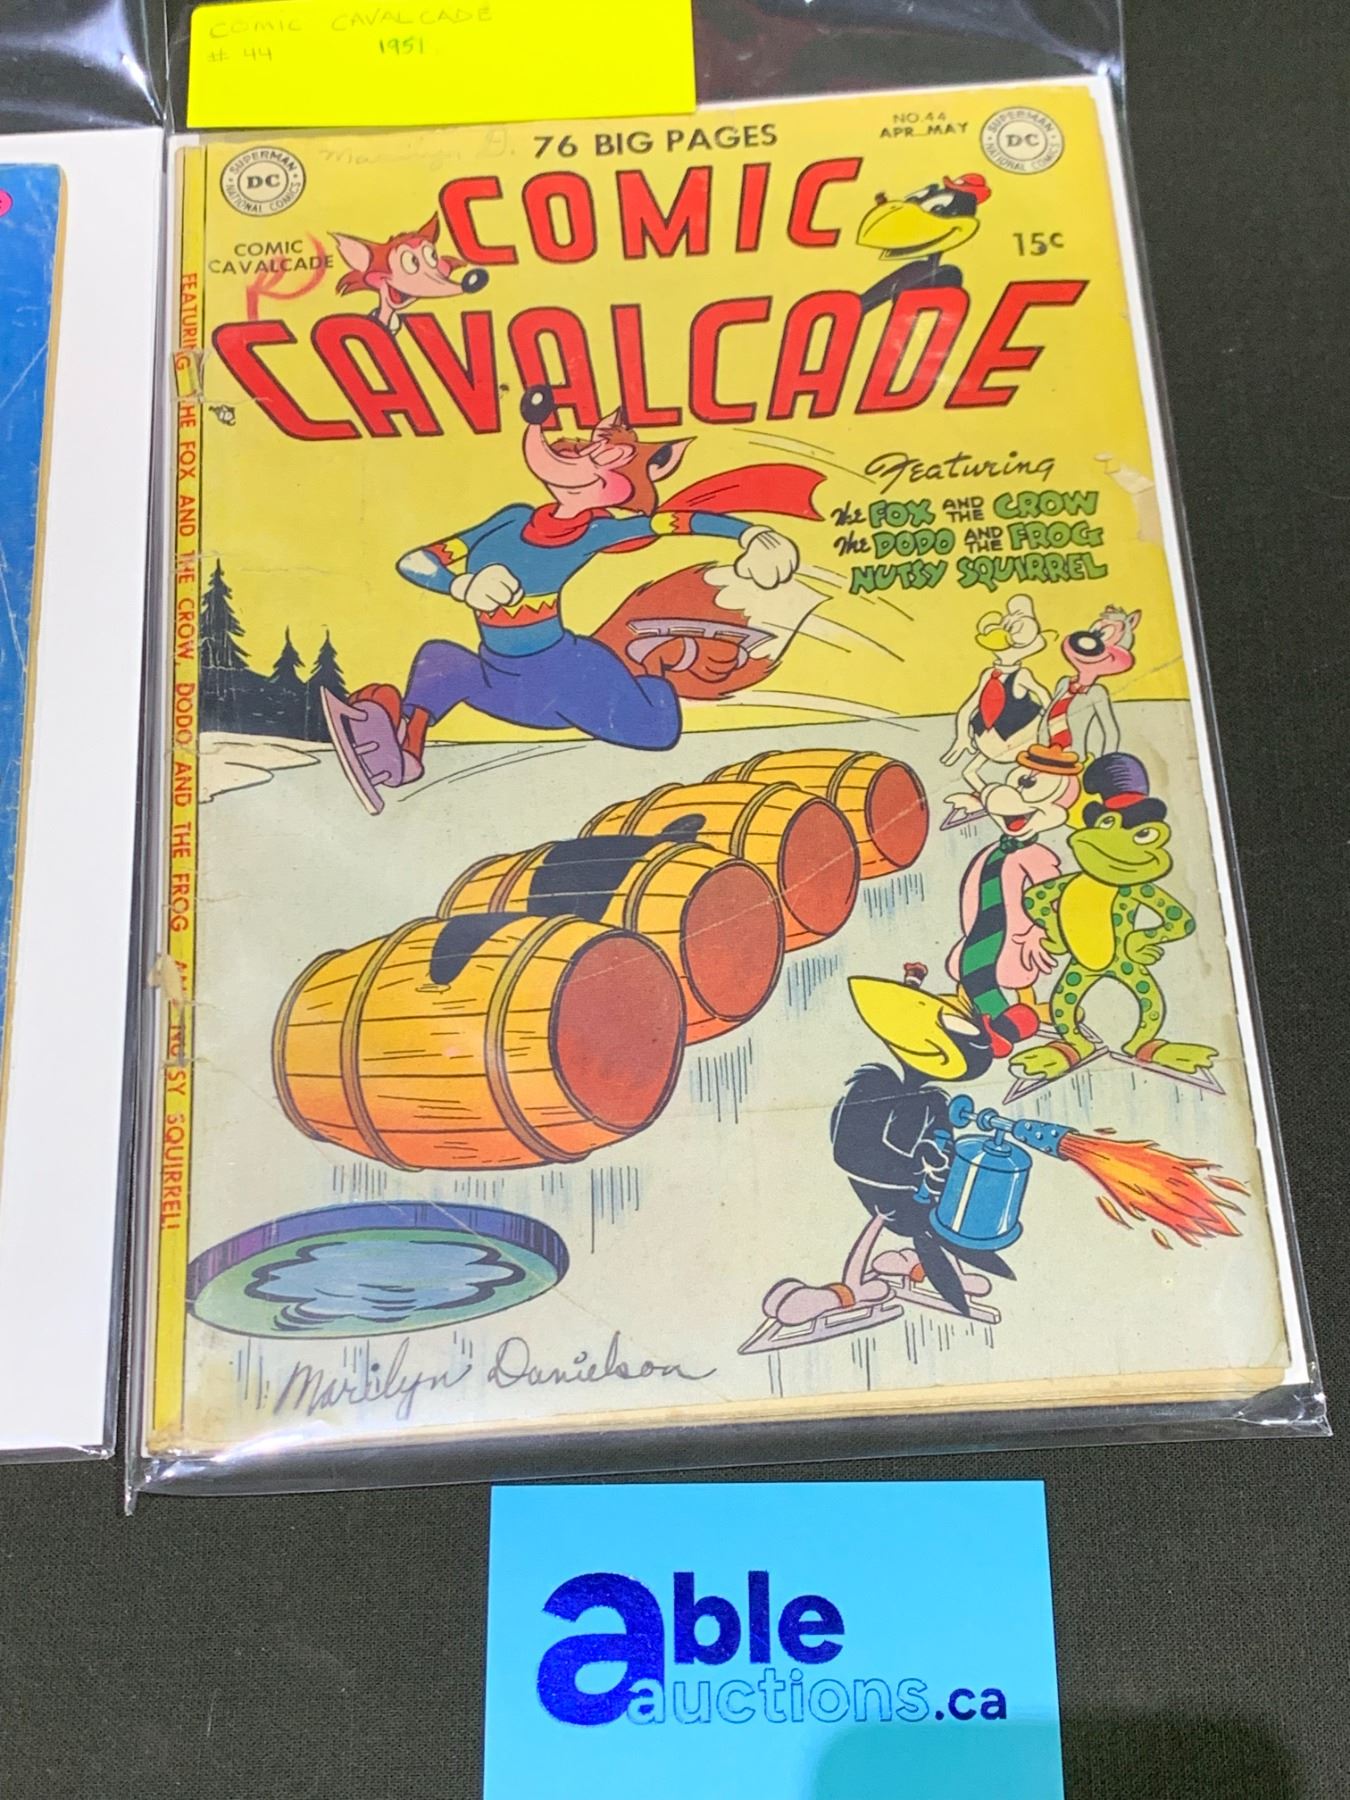 COMIC CAVALCADE
# 44 1951
Marilyn D.
76 BIG PAGES
NO. 44
APR.-MAY
SUPERMAN
DC
NATIONAL COMICS
SUPERMAN
DC
NATIONAL COMICS
COMIC
CAVALCADE
COMIC
CAVALCADE
15¢
Featuring
The FOX AND THE CROW
The DODO AND THE FROG
NUTSY SQUIRREL
FEATURING THE FOX AND THE CROW, DODO AND THE FROG AND NUTSY SQUIRREL!
Marilyn Danielson
able
auctions.ca